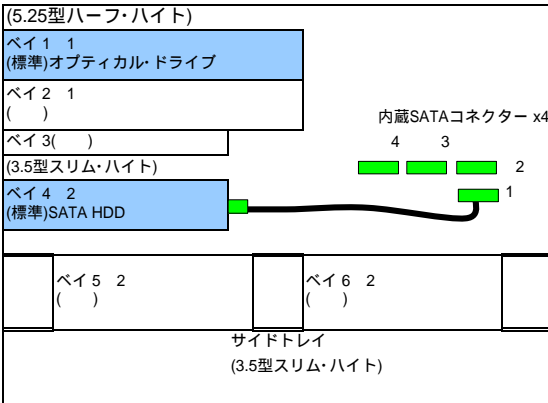 (5.25型ハーフ・ハイト)
ベイ 1 1
(標準)オプティカル・ドライブ
ベイ 2 1
( )
内蔵SATAコネクター x4
ベイ 3( )
4 3
(3.5型スリム・ハイト)
2
ベイ 4 2
1
(標準)SATA HDD
ベイ 5 2
( )
ベイ 6 2
( )
サイドトレイ
(3.5型スリム・ハイト)